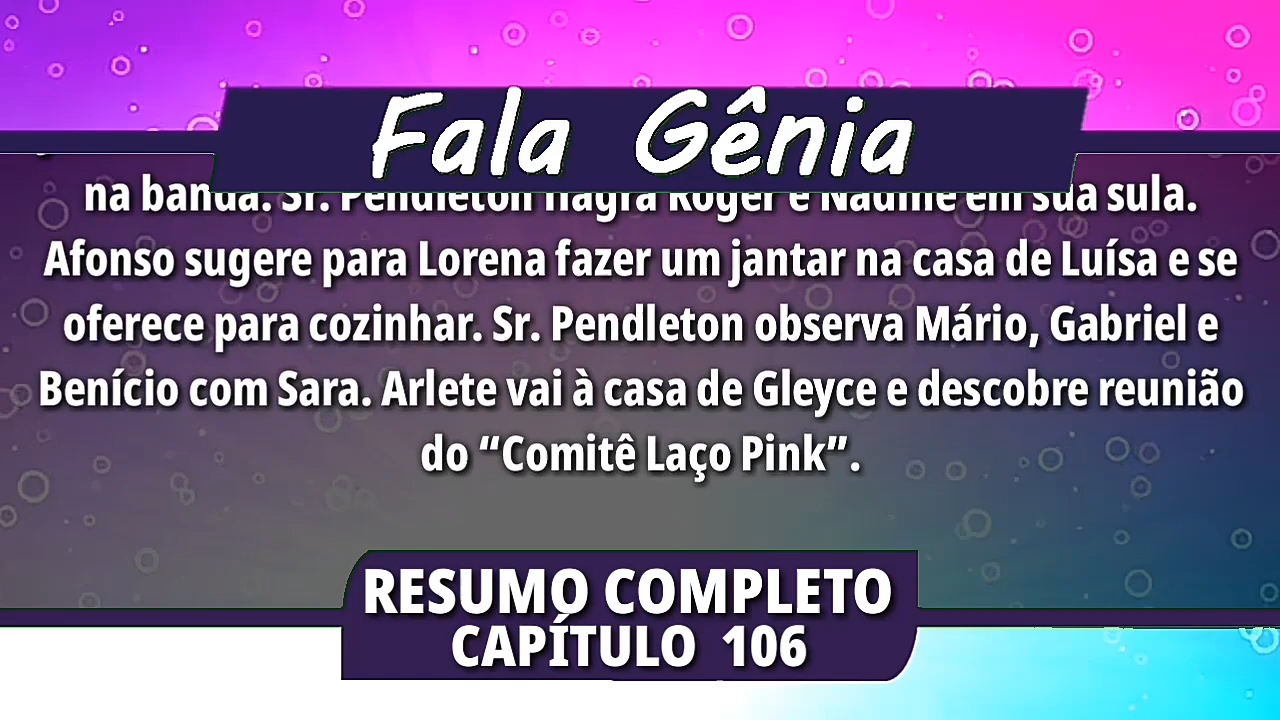 Fala Gênia
na banda. Sr. Pendleton flagra Roger e Nadine em sua sula.
Afonso sugere para Lorena fazer um jantar na casa de Luísa e se
oferece para cozinhar. Sr. Pendleton observa Mário, Gabriel e
Benício com Sara. Arlete vai à casa de Gleyce e descobre reunião
do “Comitê Laço Pink”.
RESUMO COMPLETO
CAPÍTULO 106